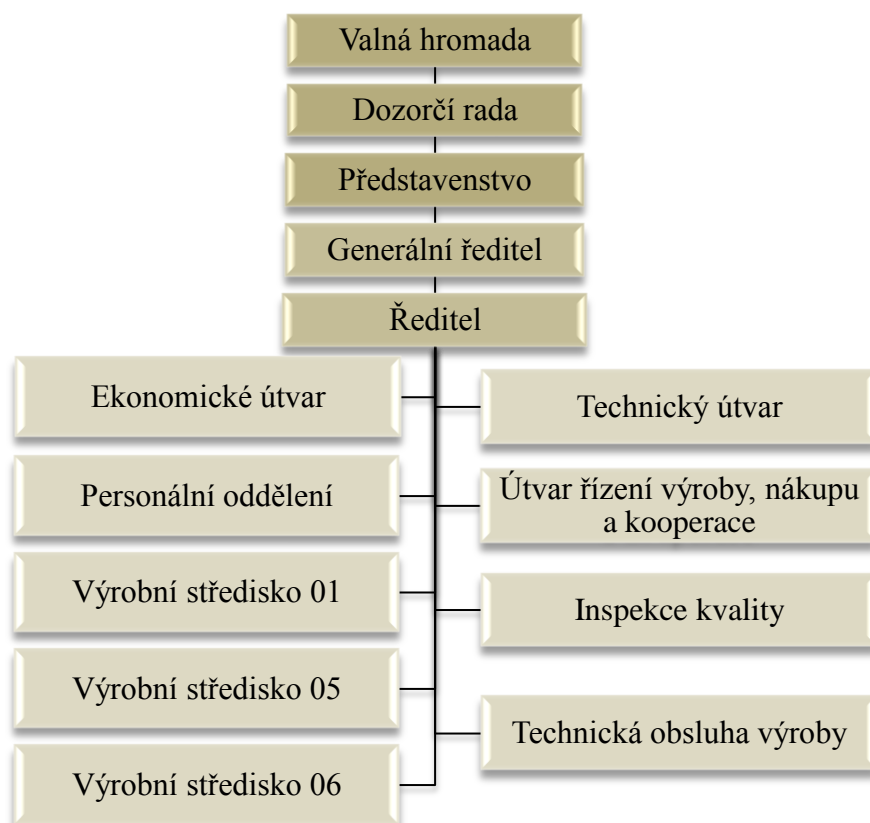 Valná hromada
Dozorčí rada
Představenstvo
Generální ředitel
Ředitel
Ekonomické útvar
Personální oddělení
Výrobní středisko 01
Výrobní středisko 05
Výrobní středisko 06
Technický útvar
Útvar řízení výroby, nákupu
a kooperace
Inspekce kvality
Technická obsluha výroby